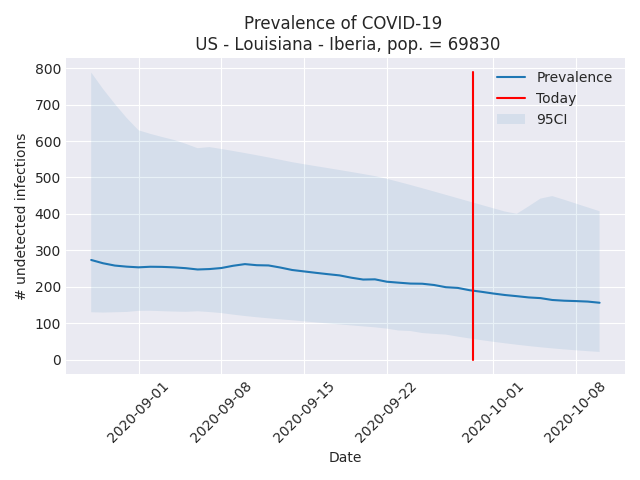 Prevalence of COVID-19
US - Louisiana - Iberia, pop. = 69830
# undetected infections
800
700
600
500
400
300
200
100
0
Prevalence
Today
95CI
2020-09-01
2020-09-08
2020-09-15
2020-09-22
2020-10-01
2020-10-08
Date